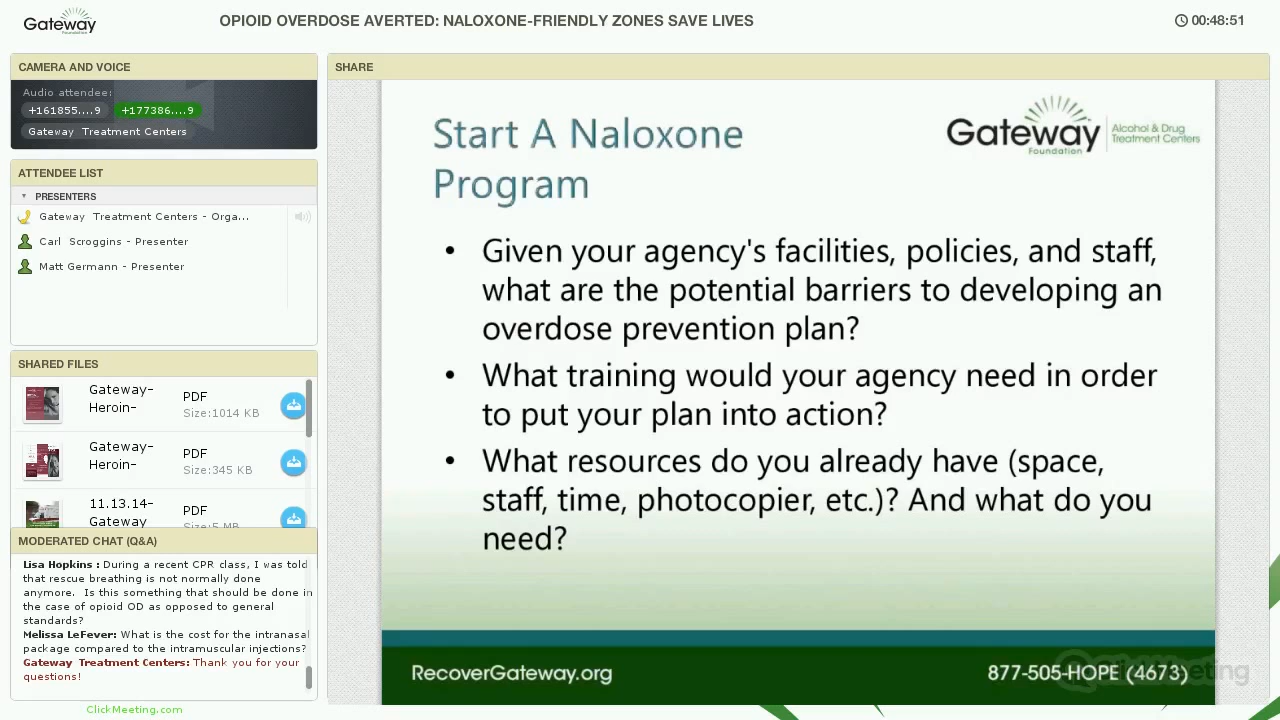 Gateway
Foundation
OPIOID OVERDOSE AVERTED: NALOXONE-FRIENDLY ZONES SAVE LIVES
00:48:51
CAMERA AND VOICE
Audio attendee:
+161855....9
+177386....9
Gateway Treatment Centers
ATTENDEE LIST
PRESENTERS
Gateway Treatment Centers - Orga...
Carl Scroggins - Presenter
Matt Germann - Presenter
SHARED FILES
Gateway-
Heroin-
PDF
Size:1014 KB
Gateway-
Heroin-
PDF
Size:345 KB
11.13.14-
Gateway
PDF
Size:5 MB
MODERATED CHAT (Q&A)
Lisa Hopkins : During a recent CPR class, I was told
that rescue breathing is not normally done
anymore. Is this something that should be done in
the case of opioid OD as opposed to general
standards?
Melissa What is the cost for the intranasal
package compared to the intramuscular injections?
Gateway Treatment Centers: Thank you for your
questions!
ClickMeeting.com
SHARE
Start A Naloxone
Program
Gateway
Foundation
Alcohol & Drug
Treatment Centers
• Given your agency's facilities, policies, and staff,
what are the potential barriers to developing an
overdose prevention plan?
• What training would your agency need in order
to put your plan into action?
• What resources do you already have (space,
staff, time, photocopier, etc.)? And what do you
need?
RecoverGateway.org
877-505-HOPE (4673)